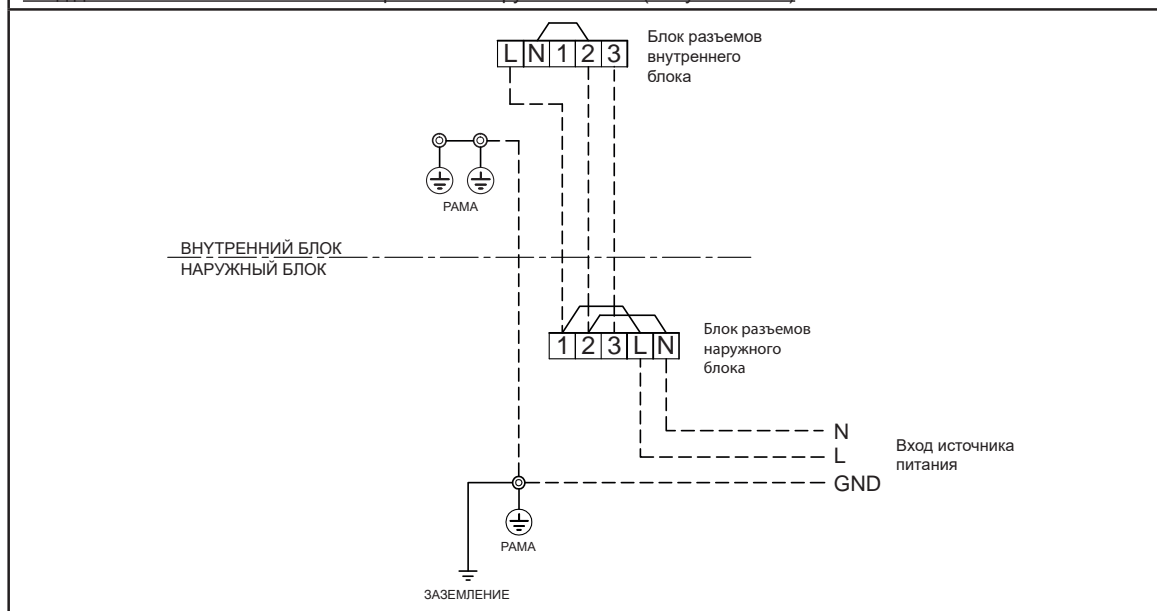 L N 1 2 3
Блок разъемов
внутреннего
блока
РАМА
ВНУТРЕННИЙ БЛОК
НАРУЖНЫЙ БЛОК
1 2 3 L N
Блок разъемов
наружного
блока
N
L
GND
Вход источника
питания
РАМА
ЗАЗЕМЛЕНИЕ